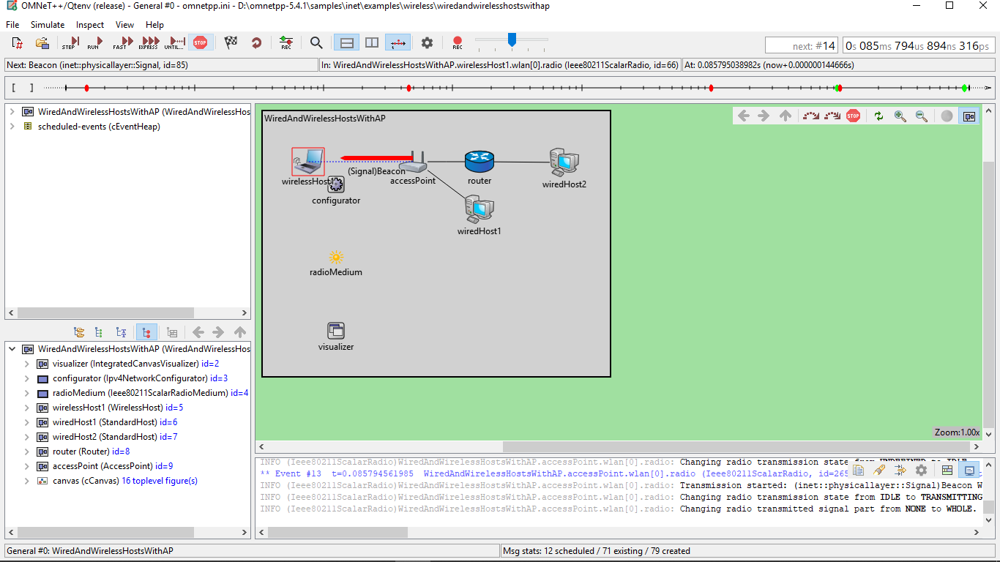 OMNeT++/Qtenv (release) - General #0 - omnetpp.ini - D:\omnetpp-5.4.1\samples\inet\examples\wireless\wiredandwirelesshostswithap
File Simulate Inspect View Help
STEP RUN FAST EXPRESS UNTIL... STOP REC REC next: #14 0s 085ms 794us 894ns 316ps
Next: Beacon (inet::physicallayer::Signal, id=85) In: WiredAndWirelessHostsWithAP.wirelessHost1.wlan[0].radio (Ieee80211ScalarRadio, id=66) At: 0.085795038982s (now+0.000000144666s)
[ ]
WiredAndWirelessHostsWithAP (WiredAndWirelessHos
scheduled-events (cEventHeap)
WiredAndWirelessHostsWithAP
STOP
(Signal)Beacon
wirelessHost1
accessPoint
router
wiredHost2
configurator
wiredHost1
radioMedium
visualizer
Zoom:1.00x
WiredAndWirelessHostsWithAP (WiredAndWirelessHos
visualizer (IntegratedCanvasVisualizer) id=2
configurator (Ipv4NetworkConfigurator) id=3
radioMedium (Ieee80211ScalarRadioMedium) id=4
wirelessHost1 (WirelessHost) id=5
wiredHost1 (StandardHost) id=6
wiredHost2 (StandardHost) id=7
router (Router) id=8
accessPoint (AccessPoint) id=9
canvas (cCanvas) 16 toplevel figure(s)
INFO (Ieee80211ScalarRadio)WiredAndWirelessHostsWithAP.accessPoint.wlan[0].radio: Changing radio transmission state from UNDEFINED to IDLE.
** Event #13 t=0.085794561985 WiredAndWirelessHostsWithAP.accessPoint.wlan[0].radio (Ieee80211ScalarRadio, id=265
INFO (Ieee80211ScalarRadio)WiredAndWirelessHostsWithAP.accessPoint.wlan[0].radio: Transmission started: (inet::physicallayer::Signal)Beacon W
INFO (Ieee80211ScalarRadio)WiredAndWirelessHostsWithAP.accessPoint.wlan[0].radio: Changing radio transmission state from IDLE to TRANSMITTING
INFO (Ieee80211ScalarRadio)WiredAndWirelessHostsWithAP.accessPoint.wlan[0].radio: Changing radio transmitted signal part from NONE to WHOLE.
General #0: WiredAndWirelessHostsWithAP Msg stats: 12 scheduled / 71 existing / 79 created